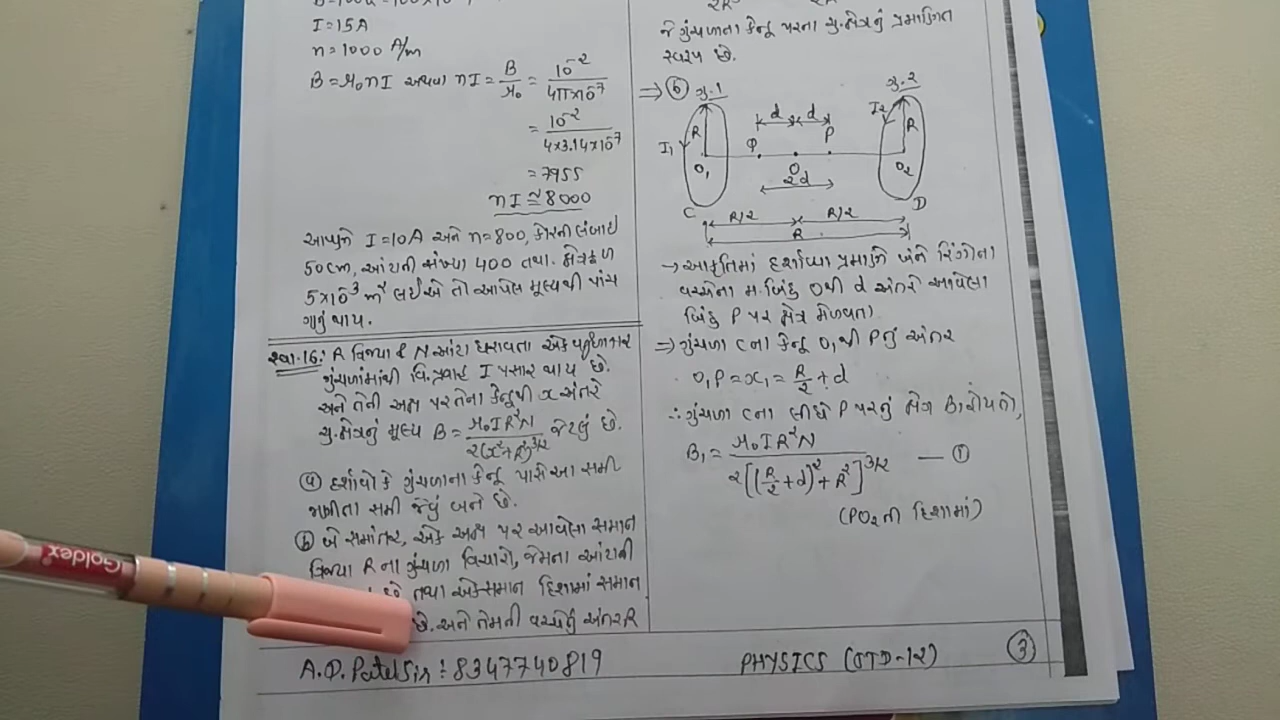 I = 15A
n = 1000 A/m
B = μ₀nI અથવા nI = B/μ₀ = 10⁻²/4π×10⁻⁷
= 10⁻²/4×3.14×10⁻⁷
= 7955
nI ≈ 8000
આપણે I = 10A અને n = 800, કોરની લંબાઇ
50cm, આંટાની સંખ્યા 400 તથા ક્ષેત્રફળ
5×10⁻³ m² લઈએ તો આપેલ મૂલ્યથી પાંચ
ગણું થાય.
સ્વા.16: R ત્રિજ્યા દ N આંટા ધરાવતા એક વર્તુળાકાર
ગુંચળામાંથી વિ.પ્રવાહ I પસાર થાય છે.
અને તેની અક્ષ પર તેના કેન્દ્રથી x અંતરે
ચુ.ક્ષેત્રનું મૂલ્ય B = μ₀IR²N/2(x²+R²)^3/2 જેટલું છે.
(a) દર્શાવો કે ગુંચળાના કેન્દ્ર પાસે આ સમી
જાણીતા સમી જેવું બને છે.
(b) બે સમાંતર, એક અક્ષ પર આવેલા સમાન
ત્રિજ્યા R ના ગુંચળા વિચારો, જેમના આંટાની
છે તથા એકસમાન દિશામાં સમાન
છે. અને તેમની વચ્ચેનું અંતર R
જે ગુંચળાના કેન્દ્ર પરના ચુ.ક્ષેત્રનું પ્રમાણિત
સ્વરૂપ છે.
⇒ (b) ગુ.1 ગુ.2
d d
I₁ R Q O P I₂ R
O₁ 2d O₂
C D
R/2 R/2
R
→ આકૃતિમાં દર્શાવ્યા પ્રમાણે બંને રિંગોના
વચ્ચેના મ.બિંદુ O થી d અંતરે આવેલા
બિંદુ P પર ક્ષેત્ર મેળવતા
⇒ ગુંચળા C ના કેન્દ્ર O₁ થી P નું અંતર
O₁P = x₁ = R/2 + d
∴ ગુંચળા C ના લીધે P પરનું ક્ષેત્ર B₁ હોય તો,
B₁ = μ₀IR²N/2[(R/2+d)²+R²]^3/2 — ①
(PO₂ ની દિશામાં)
A.D. Patel Sir : 8347740819 PHYSICS (STD-12) ③
Goldex